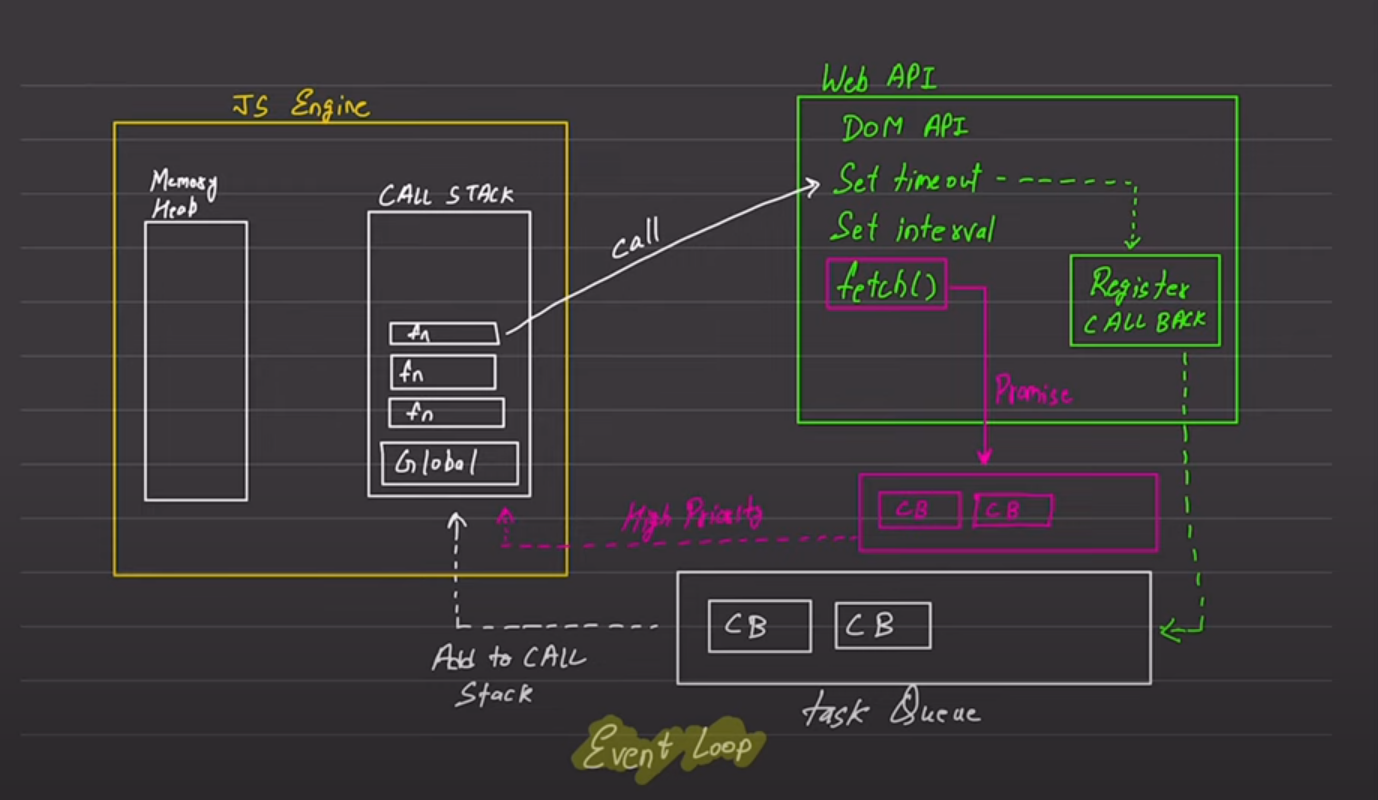 JS Engine
Memory
Heap
CALL STACK
fn
fn
fn
Global
call
Web API
DOM API
Set timeout
Set interval
fetch()
Register
CALL BACK
Promise
CB CB
High Priority
CB CB
Add to CALL
Stack
task Queue
Event Loop